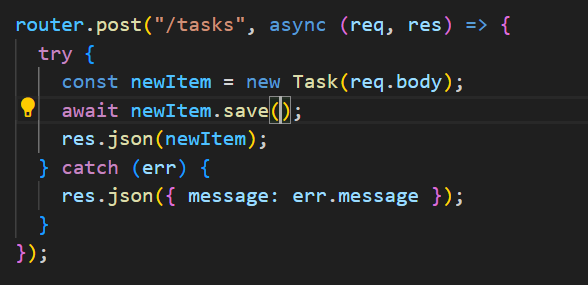 router.post("/tasks", async (req, res) => {
  try {
    const newItem = new Task(req.body);
    await newItem.save();
    res.json(newItem);
  } catch (err) {
    res.json({ message: err.message });
  }
});